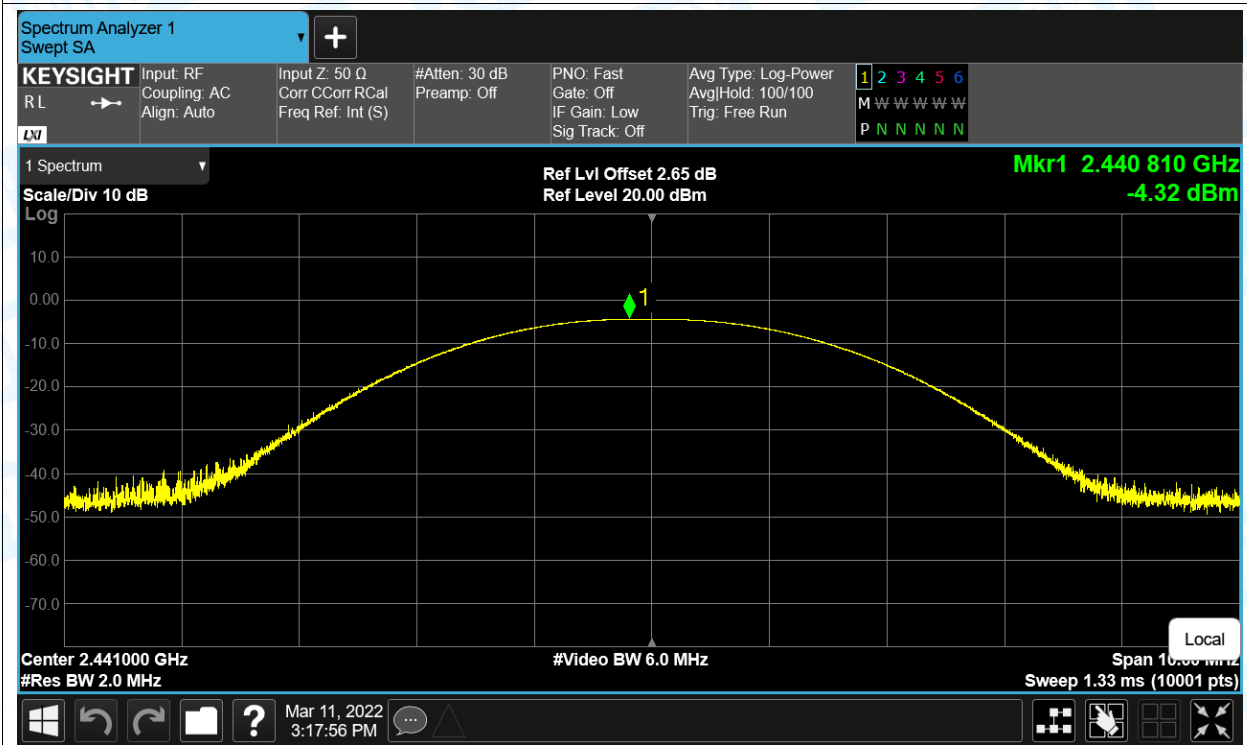 Spectrum Analyzer 1
Swept SA
+
KEYSIGHT
R L
LXI
Input: RF
Coupling: AC
Align: Auto
Input Z: 50 Ω
Corr CCorr RCal
Freq Ref: Int (S)
#Atten: 30 dB
Preamp: Off
PNO: Fast
Gate: Off
IF Gain: Low
Sig Track: Off
Avg Type: Log-Power
Avg|Hold: 100/100
Trig: Free Run
1 2 3 4 5 6
M W W W W W
P N N N N N
1 Spectrum
Scale/Div 10 dB
Ref Lvl Offset 2.65 dB
Ref Level 20.00 dBm
Mkr1 2.440 810 GHz
-4.32 dBm
Log
10.0
0.00
-10.0
-20.0
-30.0
-40.0
-50.0
-60.0
-70.0
1
Local
Center 2.441000 GHz
#Res BW 2.0 MHz
#Video BW 6.0 MHz
Span 10.00 MHz
Sweep 1.33 ms (10001 pts)
?
Mar 11, 2022
3:17:56 PM